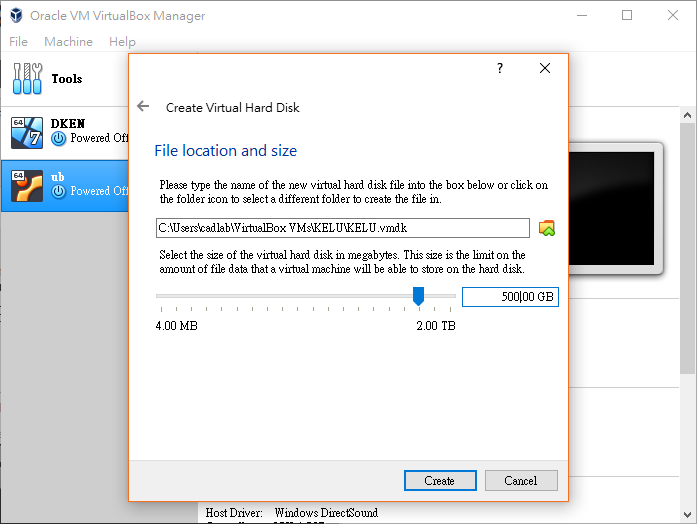 Oracle VM VirtualBox Manager
File Machine Help
Tools
64
7
DKEN
Powered Off
64
ub
Powered Off
?
Create Virtual Hard Disk
File location and size
Please type the name of the new virtual hard disk file into the box below or click on
the folder icon to select a different folder to create the file in.
C:\Users\cadlab\VirtualBox VMs\KELU\KELU.vmdk
Select the size of the virtual hard disk in megabytes. This size is the limit on the
amount of file data that a virtual machine will be able to store on the hard disk.
500.00 GB
4.00 MB 2.00 TB
Create Cancel
Host Driver: Windows DirectSound